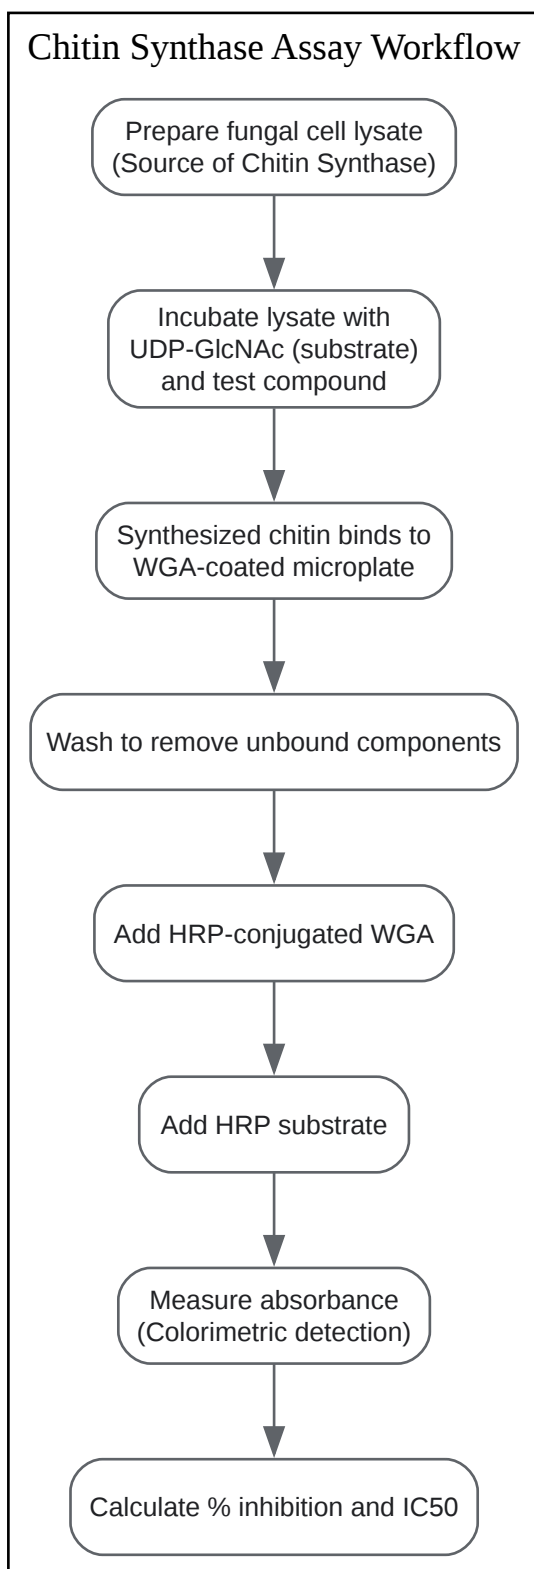 Chitin Synthase Assay Workflow
Prepare fungal cell lysate
(Source of Chitin Synthase)
Incubate lysate with
UDP-GlcNAc (substrate)
and test compound
Synthesized chitin binds to
WGA-coated microplate
Wash to remove unbound components
Add HRP-conjugated WGA
Add HRP substrate
Measure absorbance
(Colorimetric detection)
Calculate % inhibition and IC50